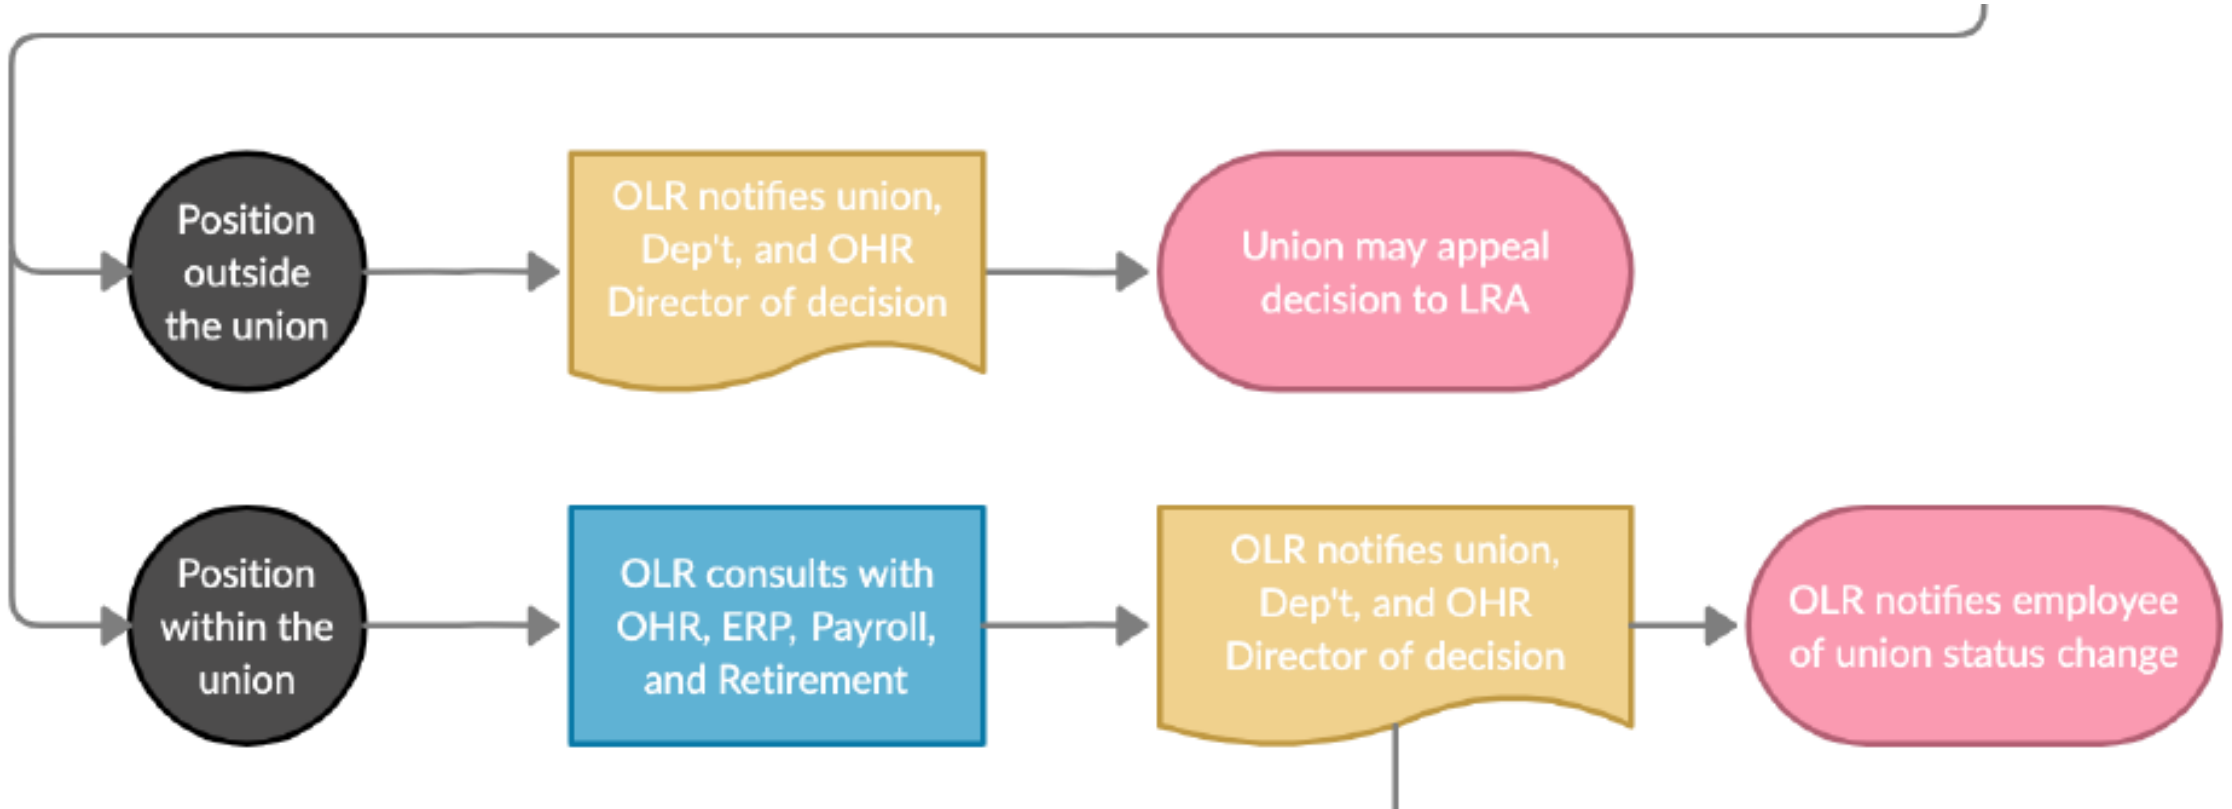 Position
outside
the union
OLR notifies union,
Dep't, and OHR
Director of decision
Union may appeal
decision to LRA
Position
within the
union
OLR consults with
OHR, ERP, Payroll,
and Retirement
OLR notifies union,
Dep't, and OHR
Director of decision
OLR notifies employee
of union status change